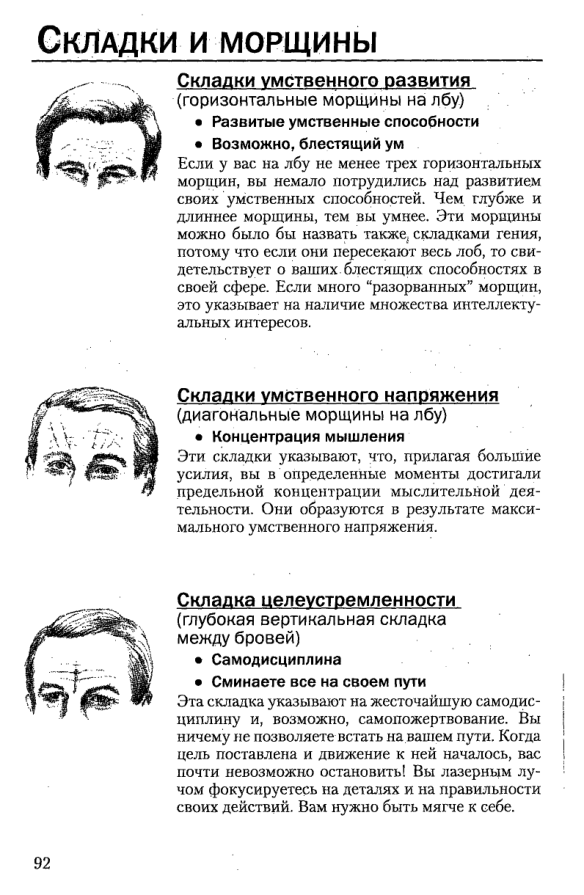 Складки и морщины
Складки умственного развития
(горизонтальные морщины на лбу)
• Развитые умственные способности
• Возможно, блестящий ум
Если у вас на лбу не менее трех горизонтальных
морщин, вы немало потрудились над развитием
своих умственных способностей. Чем глубже и
длиннее морщины, тем вы умнее. Эти морщины
можно было бы назвать также складками гения,
потому что если они пересекают весь лоб, то сви-
детельствует о ваших блестящих способностях в
своей сфере. Если много “разорванных” морщин,
это указывает на наличие множества интеллекту-
альных интересов.
Складки умственного напряжения
(диагональные морщины на лбу)
• Концентрация мышления
Эти складки указывают, что, прилагая большие
усилия, вы в определенные моменты достигали
предельной концентрации мыслительной дея-
тельности. Они образуются в результате макси-
мального умственного напряжения.
Складка целеустремленности
(глубокая вертикальная складка
между бровей)
• Самодисциплина
• Сминаете все на своем пути
Эта складка указывают на жесточайшую самодис-
циплину и, возможно, самопожертвование. Вы
ничему не позволяете встать на вашем пути. Когда
цель поставлена и движение к ней началось, вас
почти невозможно остановить! Вы лазерным лу-
чом фокусируетесь на деталях и на правильности
своих действий. Вам нужно быть мягче к себе.
92